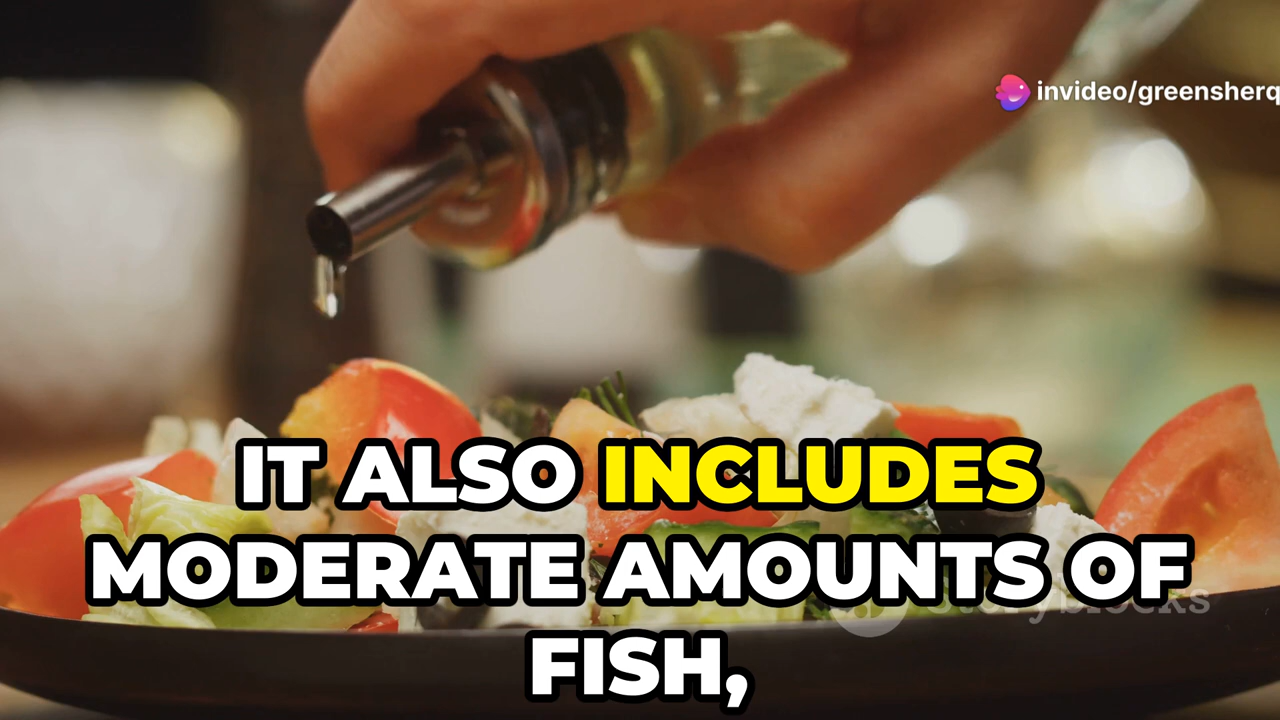 invideo/greensherq
IT ALSO INCLUDES
MODERATE AMOUNTS OF
FISH,